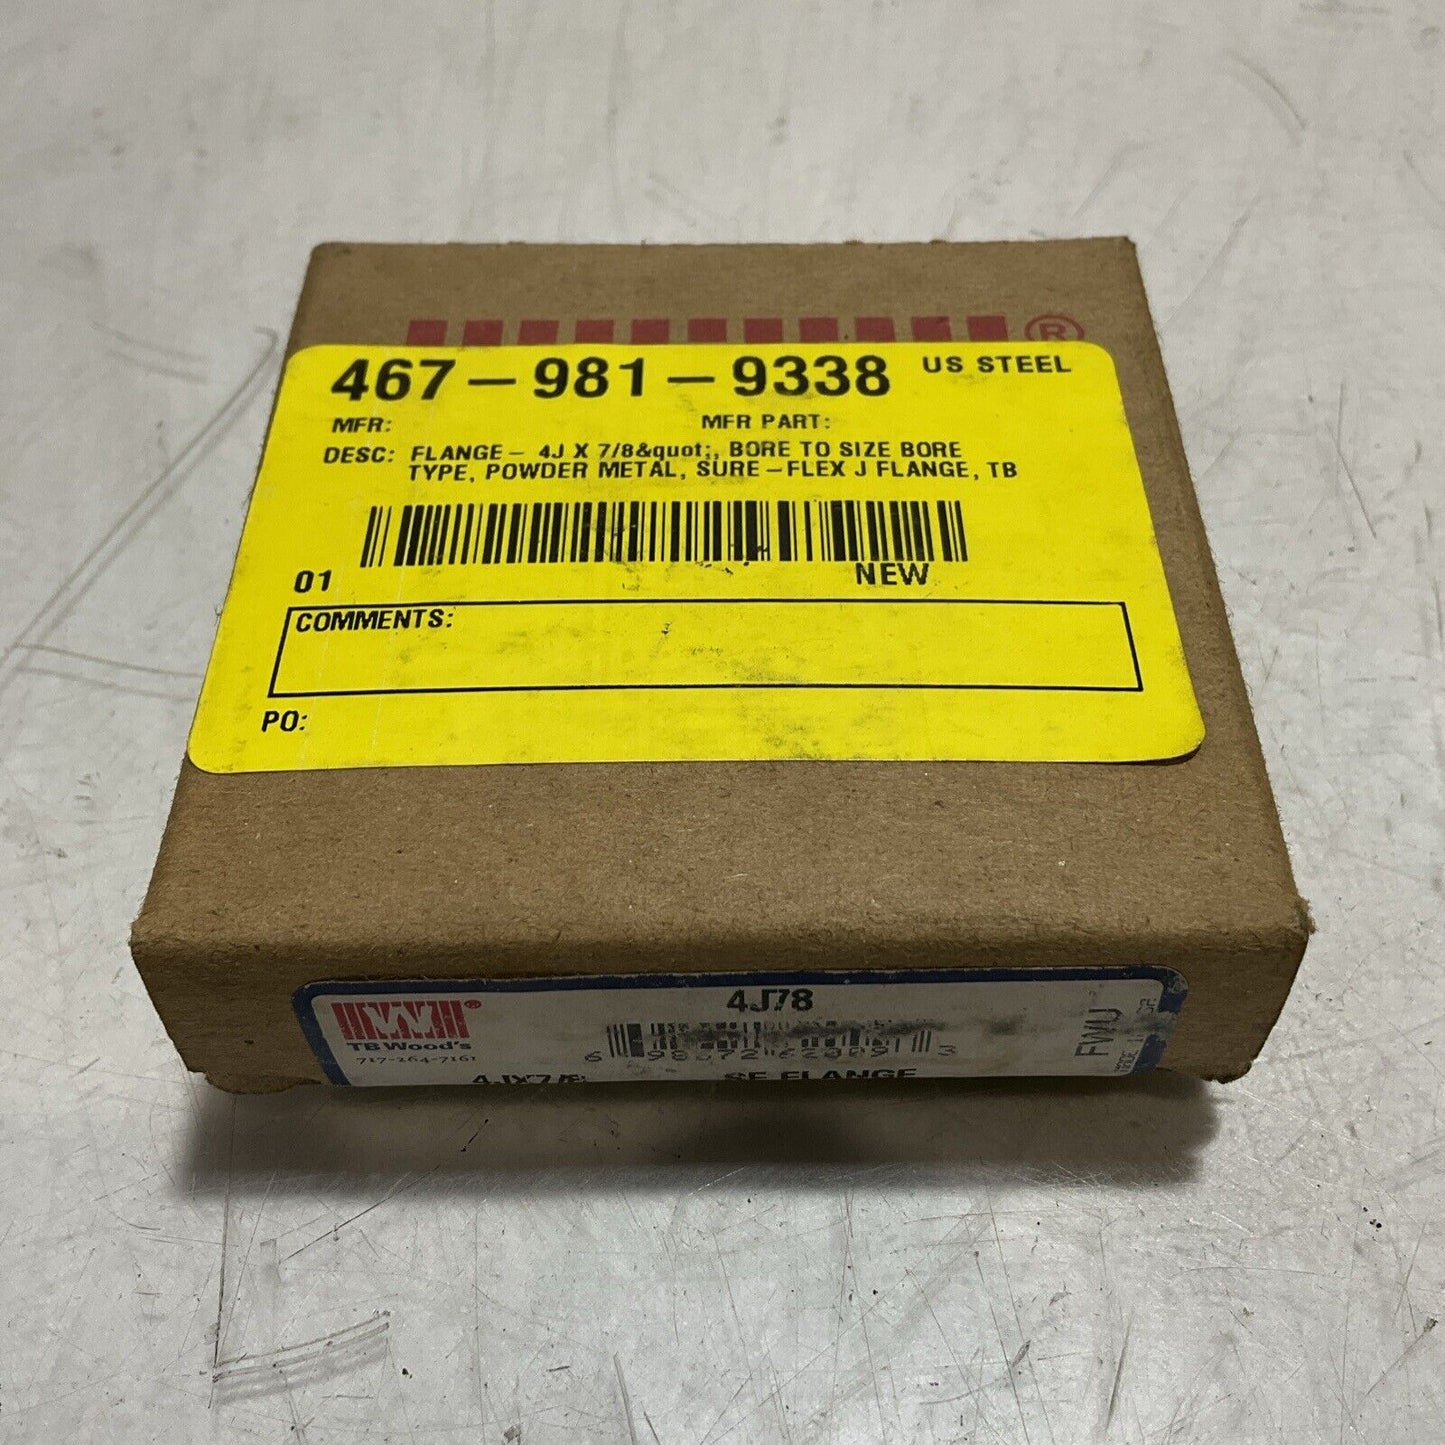 ®
467-981-9338 US STEEL
MFR: MFR PART:
DESC: FLANGE- 4J X 7/8&quot;, BORE TO SIZE BORE
TYPE, POWDER METAL, SURE-FLEX J FLANGE, TB
01 NEW
COMMENTS:
PO:
4J78
®
TB Wood's
717-264-7161
4JX7/8 SF FLANGE
FWU
MADE